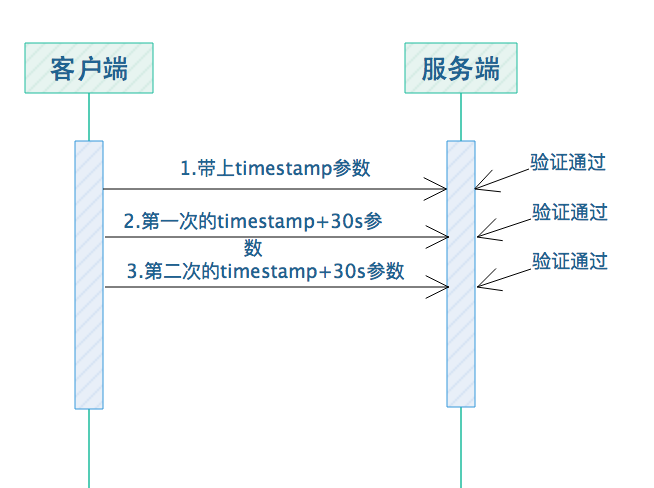 客户端
服务端
1.带上timestamp参数
验证通过
2.第一次的timestamp+30s参
数
验证通过
3.第二次的timestamp+30s参数
验证通过